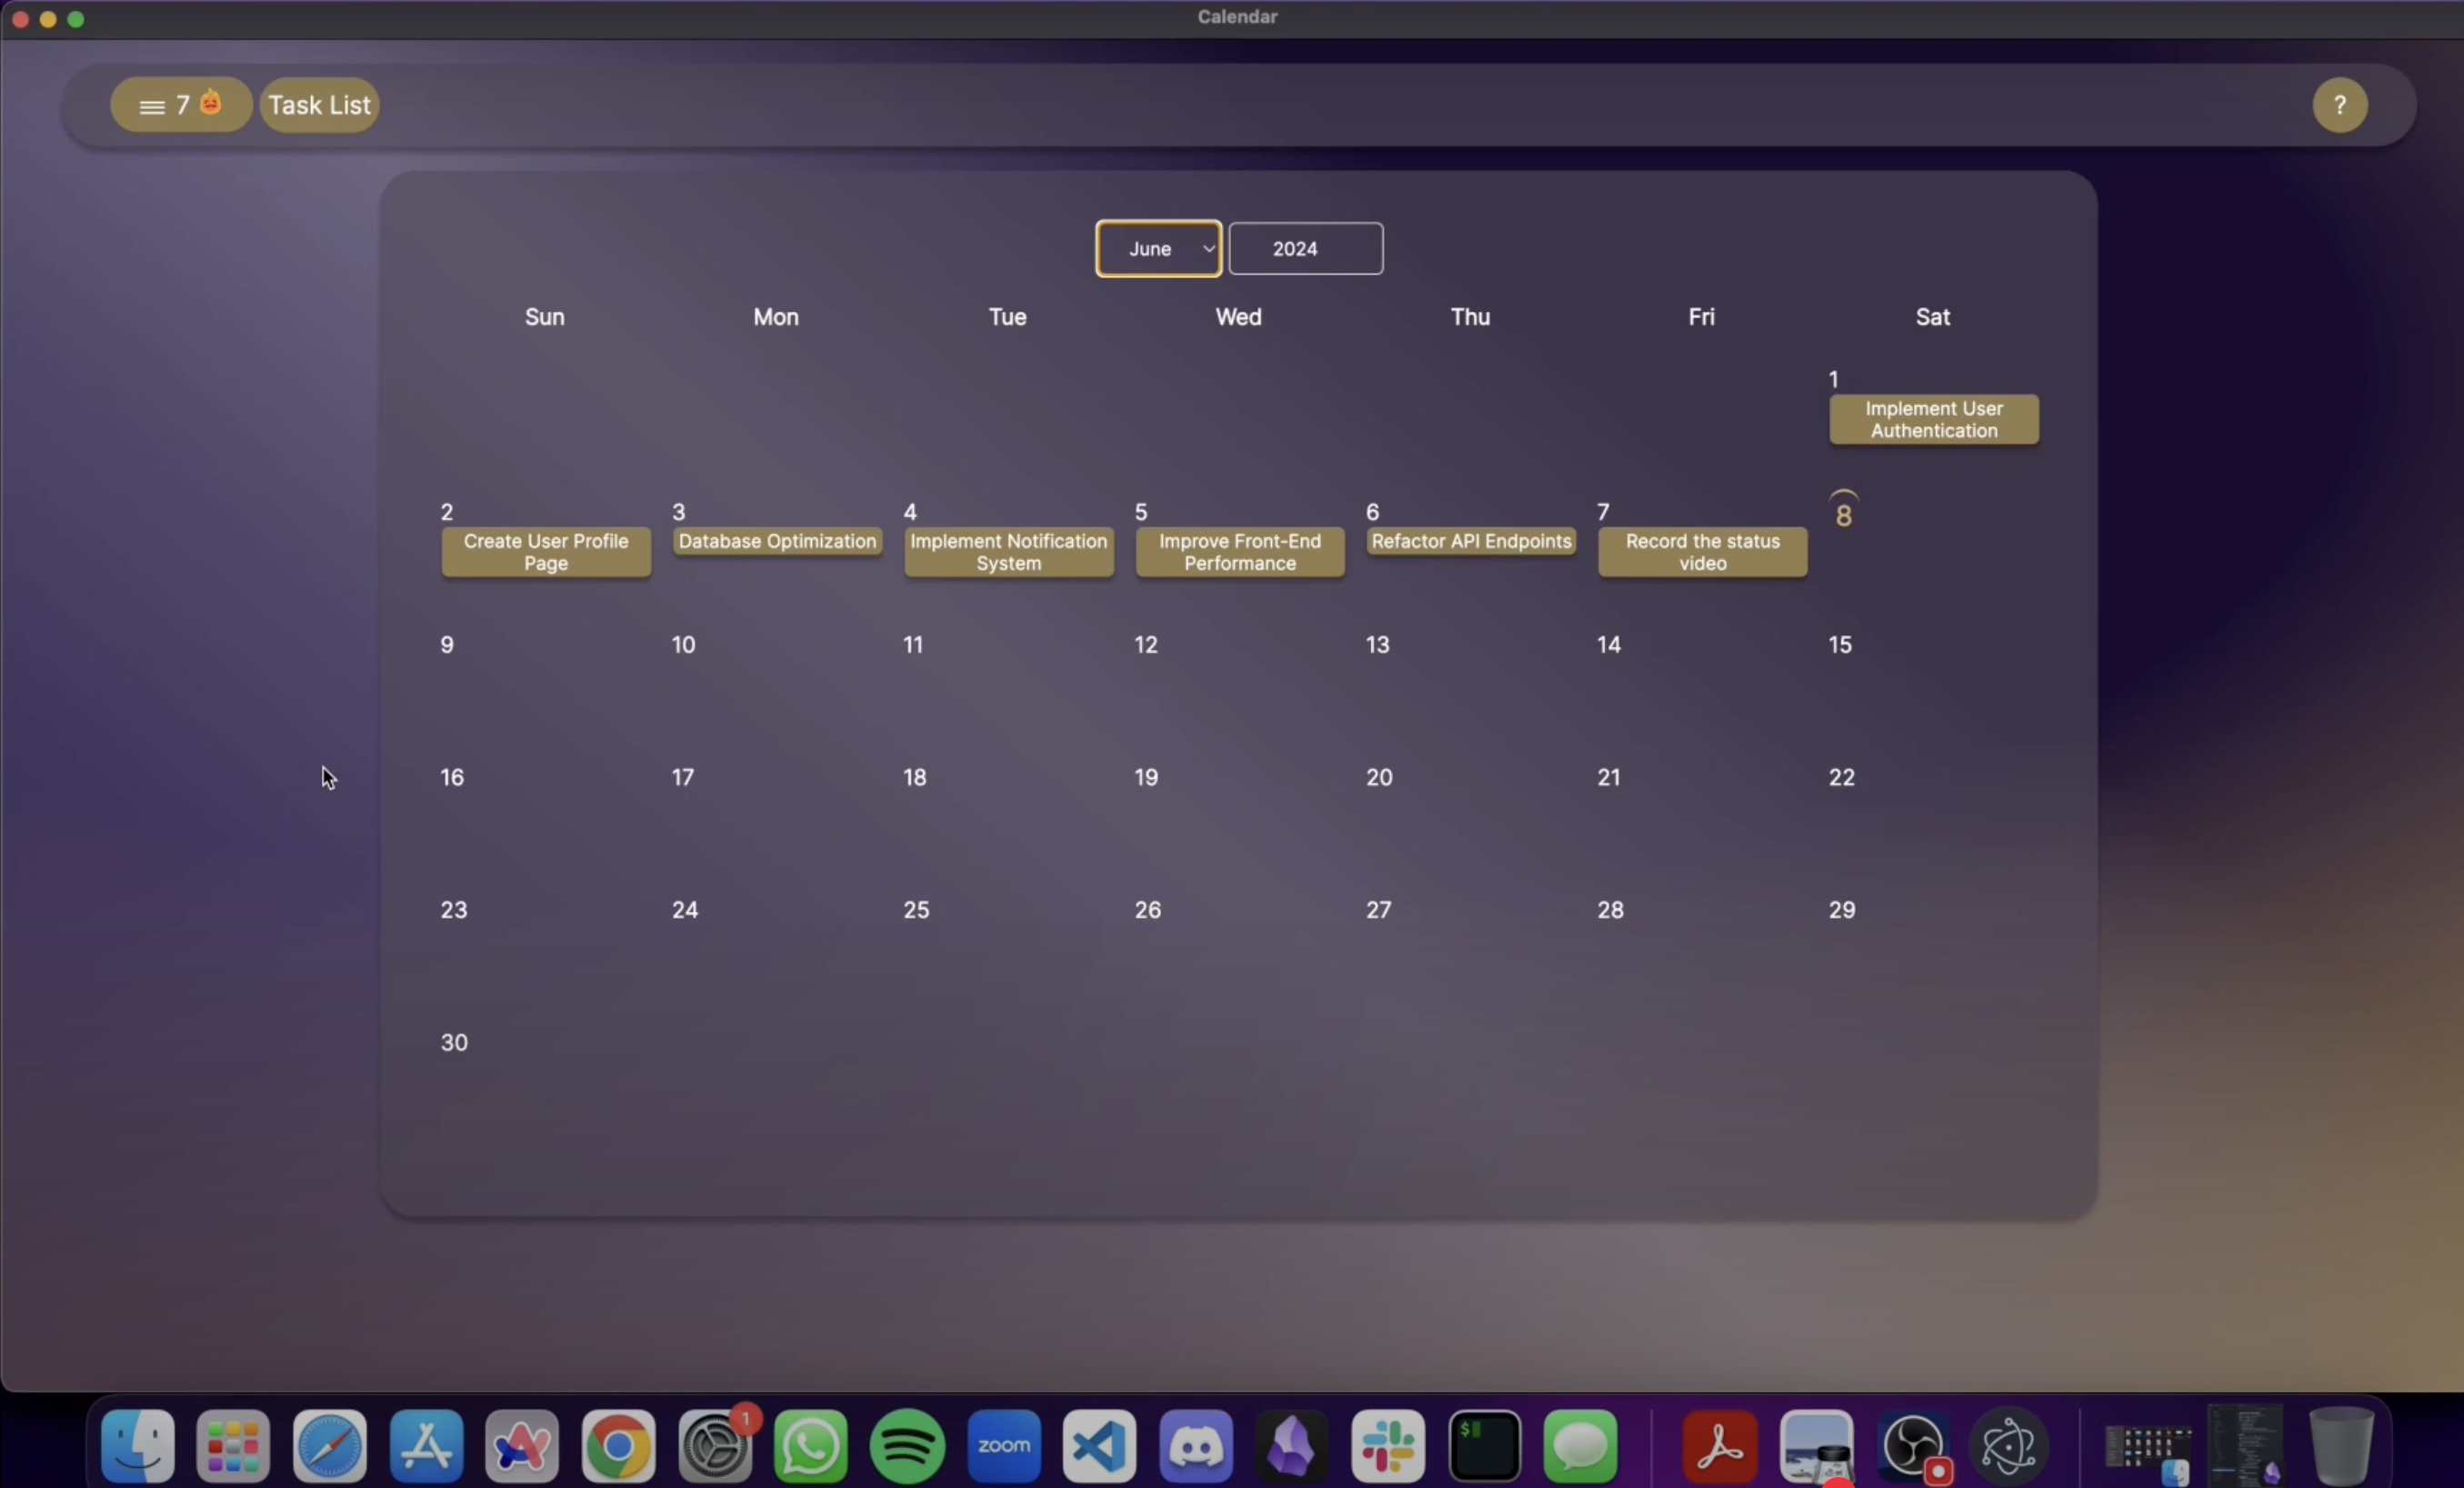 Calendar
7
Task List
?
June
2024
Sun Mon Tue Wed Thu Fri Sat
1
Implement User
Authentication
2
Create User Profile
Page
3
Database Optimization
4
Implement Notification
System
5
Improve Front-End
Performance
6
Refactor API Endpoints
7
Record the status
video
8
9 10 11 12 13 14 15
16 17 18 19 20 21 22
23 24 25 26 27 28 29
30
1
zoom
$